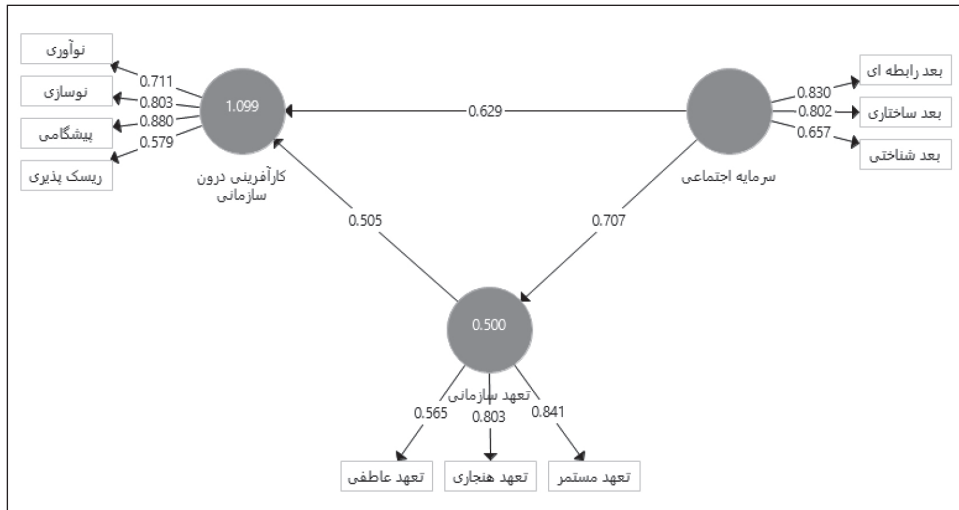 نوآوری
نوسازی
پیشگامی
ریسک پذیری
0.711
0.803
0.880
0.579
1.099
کارآفرینی درون
سازمانی
0.629
سرمایه اجتماعی
0.830
0.802
0.657
بعد رابطه ای
بعد ساختاری
بعد شناختی
0.505
0.707
0.500
تعهد سازمانی
0.565
0.803
0.841
تعهد عاطفی
تعهد هنجاری
تعهد مستمر